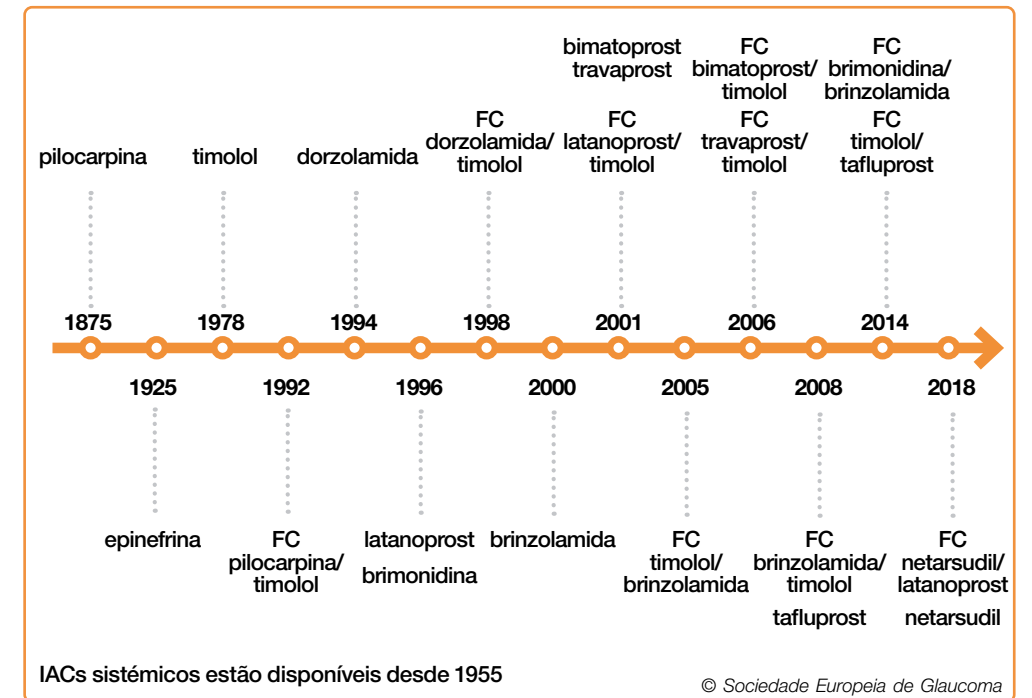 bimatoprost
travaprost
FC
bimatoprost/
timolol
FC
brimonidina/
brinzolamida
pilocarpina
timolol
dorzolamida
FC
dorzolamida/
timolol
FC
latanoprost/
timolol
FC
travaprost/
timolol
FC
timolol/
tafluprost
1875 1978 1994 1998 2001 2006 2014
1925 1992 1996 2000 2005 2008 2018
epinefrina
FC
pilocarpina/
timolol
latanoprost
brimonidina
brinzolamida
FC
timolol/
brinzolamida
FC
brinzolamida/
timolol
tafluprost
FC
netarsudil/
latanoprost
netarsudil
IACs sistémicos estão disponíveis desde 1955
© Sociedade Europeia de Glaucoma